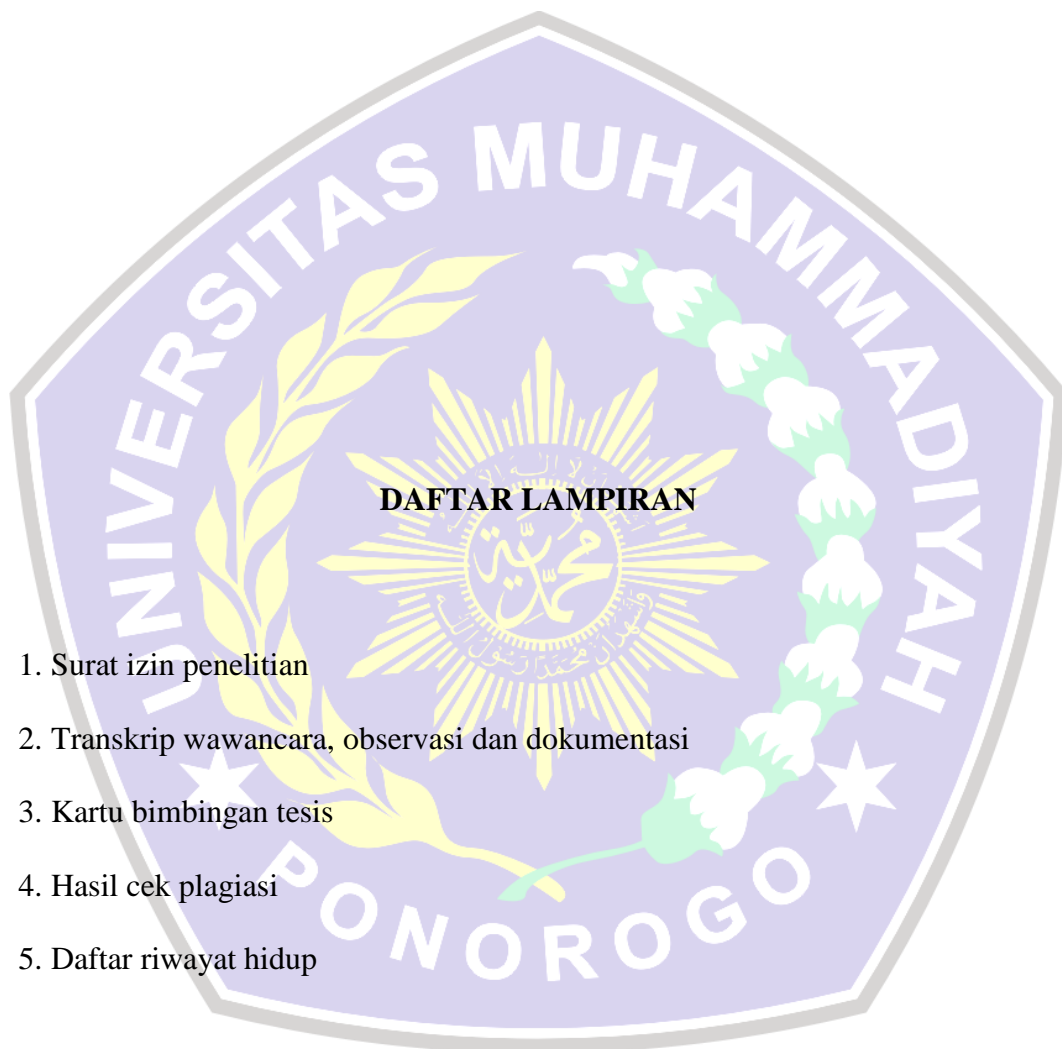 UNIVERSITAS MUHAMMADIYAH
DAFTAR LAMPIRAN
محمدية
1. Surat izin penelitian
2. Transkrip wawancara, observasi dan dokumentasi
3. Kartu bimbingan tesis
4. Hasil cek plagiasi
5. Daftar riwayat hidup
PONOROGO